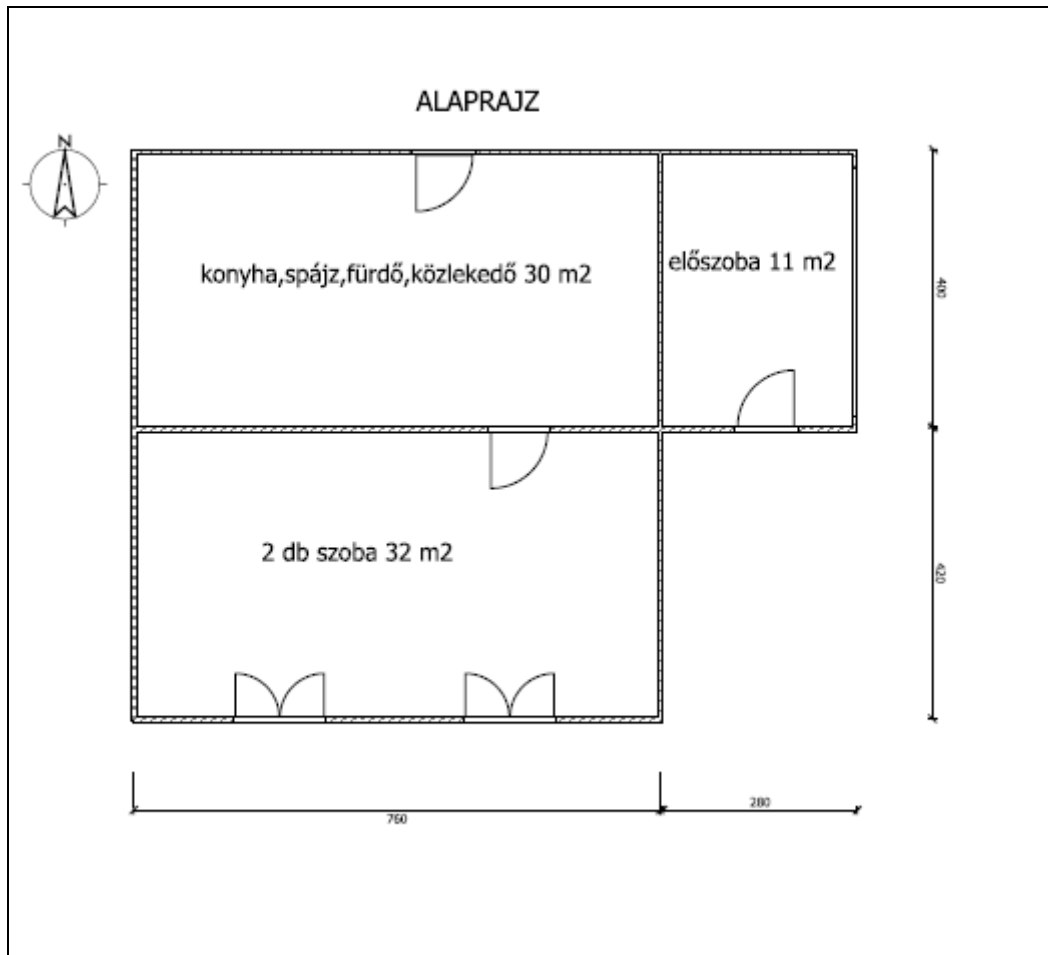 ALAPRAJZ
N
konyha,spájz,fürdő,közlekedő 30 m2
előszoba 11 m2
400
2 db szoba 32 m2
420
760
280